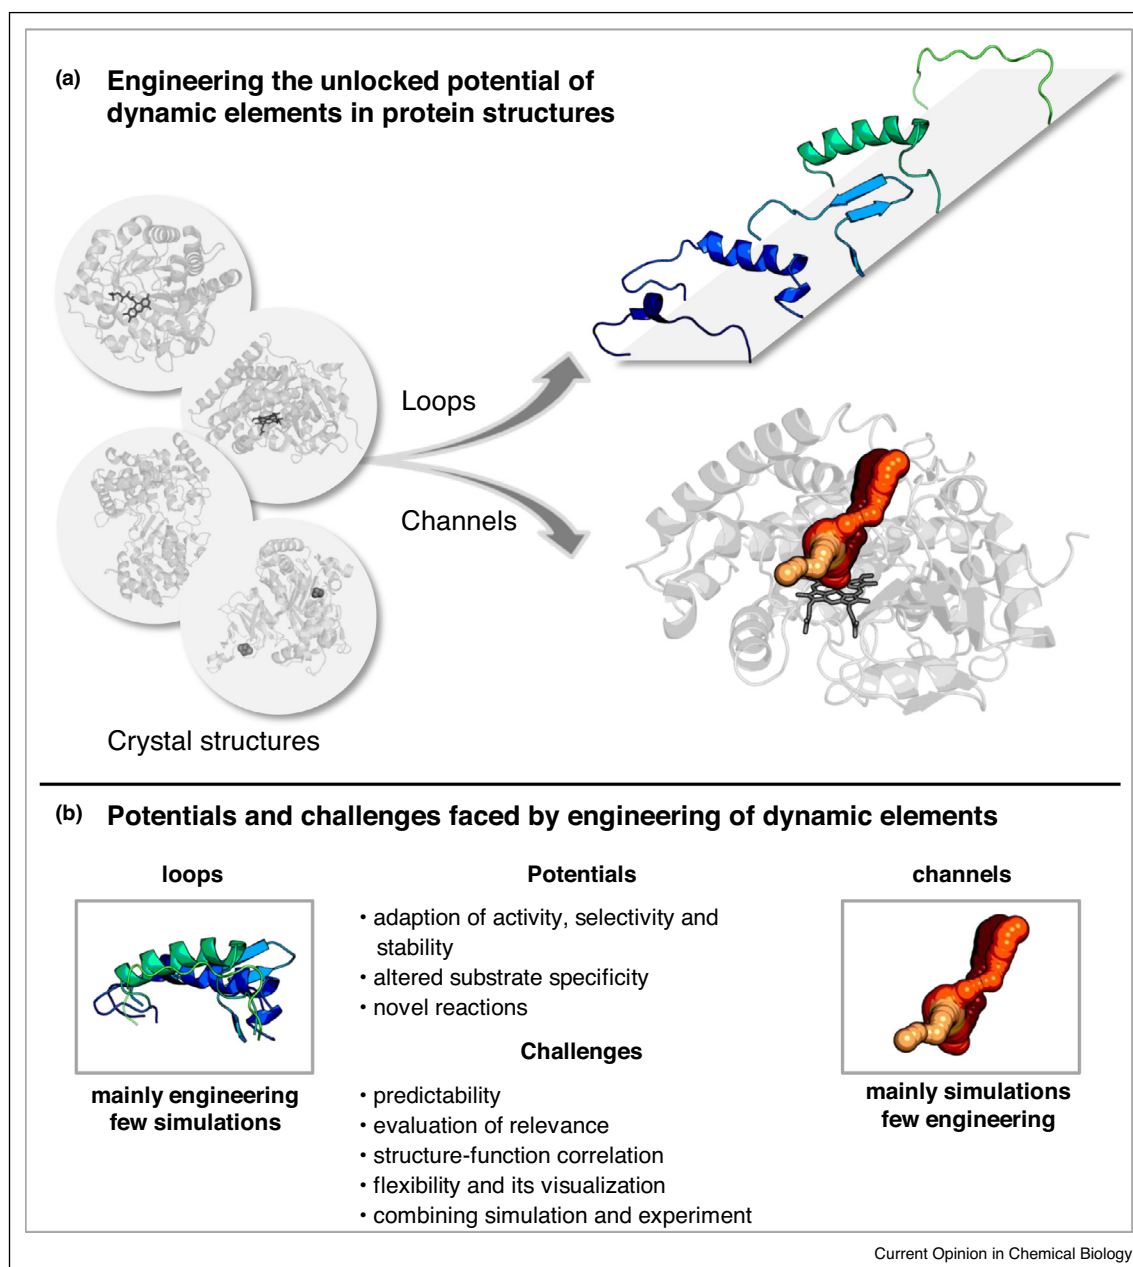 (a) Engineering the unlocked potential of
dynamic elements in protein structures
Loops
Channels
Crystal structures
(b) Potentials and challenges faced by engineering of dynamic elements
loops
mainly engineering
few simulations
Potentials
• adaption of activity, selectivity and
stability
• altered substrate specificity
• novel reactions
Challenges
• predictability
• evaluation of relevance
• structure-function correlation
• flexibility and its visualization
• combining simulation and experiment
channels
mainly simulations
few engineering
Current Opinion in Chemical Biology